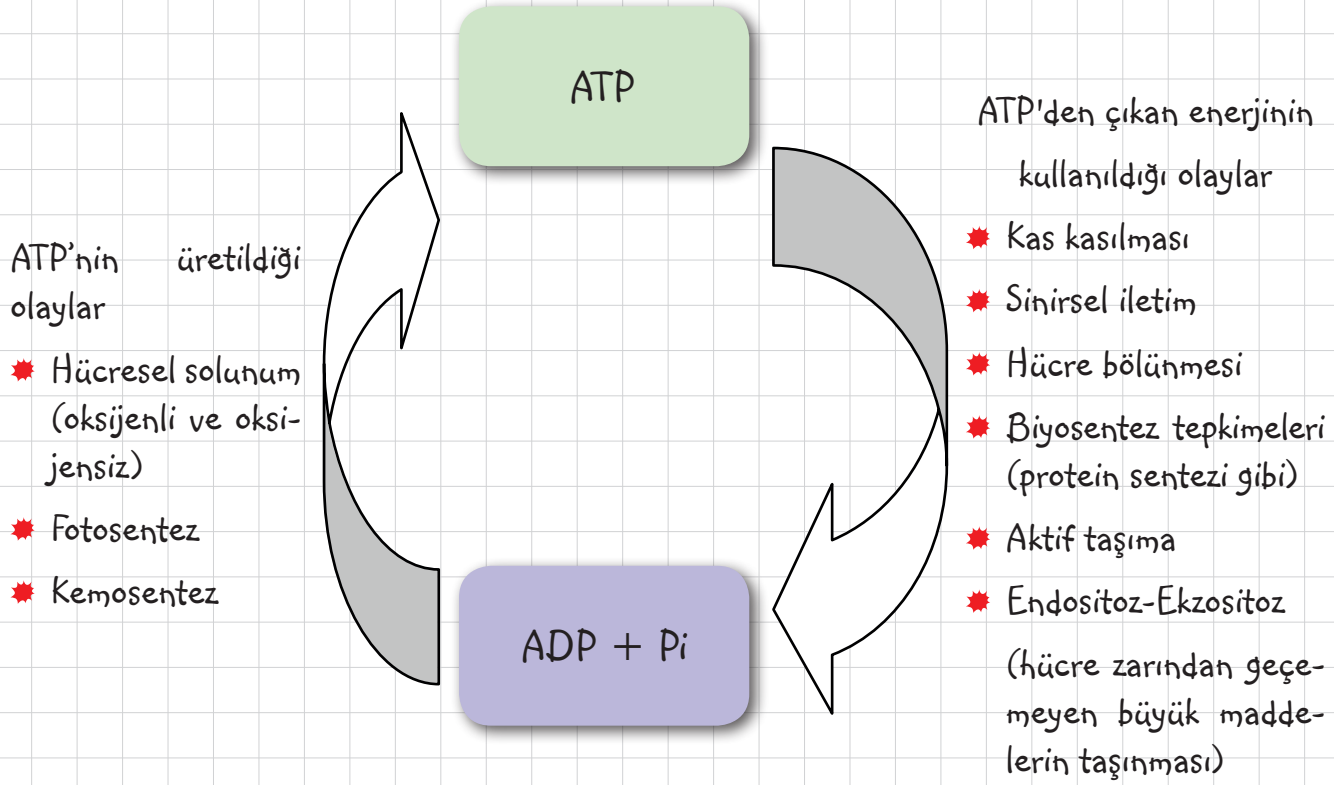 ATP
ATP'nin üretildiği
olaylar
Hücresel solunum
(oksijenli ve oksi-
jensiz)
Fotosentez
Kemosentez
ATP'den çıkan enerjinin
kullanıldığı olaylar
Kas kasılması
Sinirsel iletim
Hücre bölünmesi
Biyosentez tepkimeleri
(protein sentezi gibi)
Aktif taşıma
Endositoz-Ekzositoz
(hücre zarından geçe-
meyen büyük madde-
lerin taşınması)
ADP + Pi